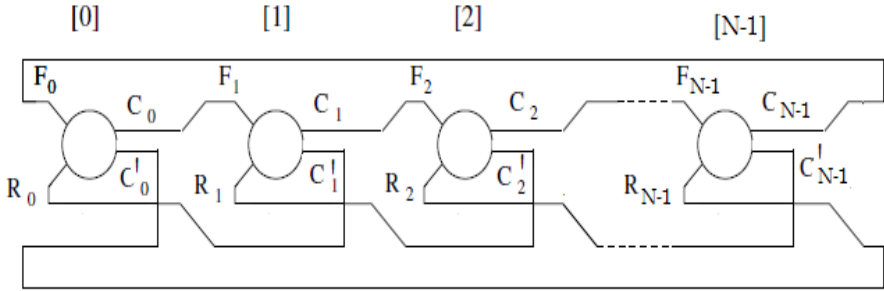 [0] [1] [2] [N-1]
F0 F1 F2 FN-1
C0 C1 C2 CN-1
C'0 C'1 C'2 C'N-1
R0 R1 R2 RN-1